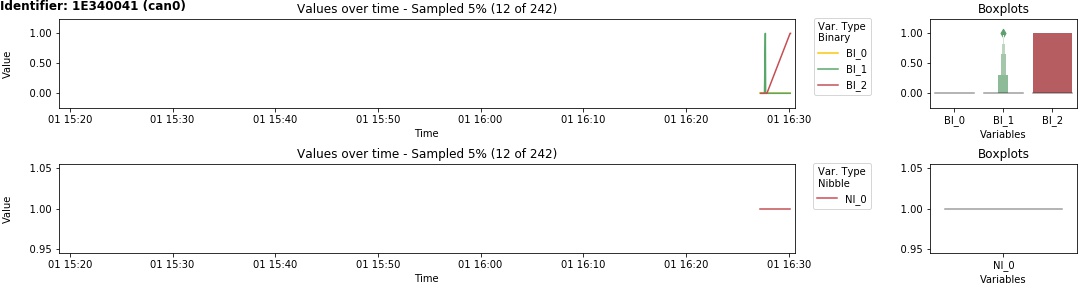 Identifier: 1E340041 (can0)
Values over time - Sampled 5% (12 of 242)
Value
1.00
0.50
0.00
01 15:20 01 15:30 01 15:40 01 15:50 01 16:00 01 16:10 01 16:20 01 16:30
Time
Var. Type
Binary
BI_0
BI_1
BI_2
Boxplots
1.00
0.50
0.00
BI_0 BI_1 BI_2
Variables
Values over time - Sampled 5% (12 of 242)
Value
1.05
1.00
0.95
01 15:20 01 15:30 01 15:40 01 15:50 01 16:00 01 16:10 01 16:20 01 16:30
Time
Var. Type
Nibble
NI_0
Boxplots
1.05
1.00
0.95
NI_0
Variables